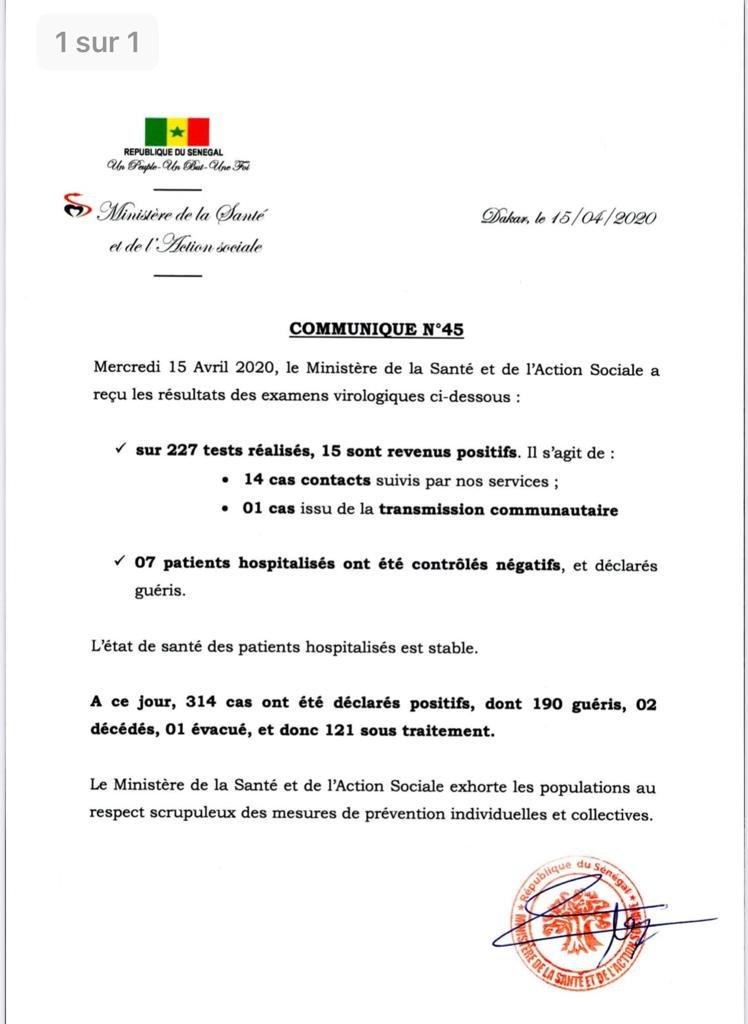 1 sur 1
REPUBLIQUE DU SENEGAL
Un Peuple - Un But - Une Foi
Ministère de la Santé
et de l'Action sociale
Dakar, le 15/04/2020
COMMUNIQUE N°45
Mercredi 15 Avril 2020, le Ministère de la Santé et de l'Action Sociale a
reçu les résultats des examens virologiques ci-dessous :
✓ sur 227 tests réalisés, 15 sont revenus positifs. Il s'agit de :
• 14 cas contacts suivis par nos services ;
• 01 cas issu de la transmission communautaire
✓ 07 patients hospitalisés ont été contrôlés négatifs, et déclarés
guéris.
L'état de santé des patients hospitalisés est stable.
A ce jour, 314 cas ont été déclarés positifs, dont 190 guéris, 02
décédés, 01 évacué, et donc 121 sous traitement.
Le Ministère de la Santé et de l'Action Sociale exhorte les populations au
respect scrupuleux des mesures de prévention individuelles et collectives.
République du Sénégal
MINISTÈRE DE LA SANTÉ ET DE L'ACTION SOCIALE